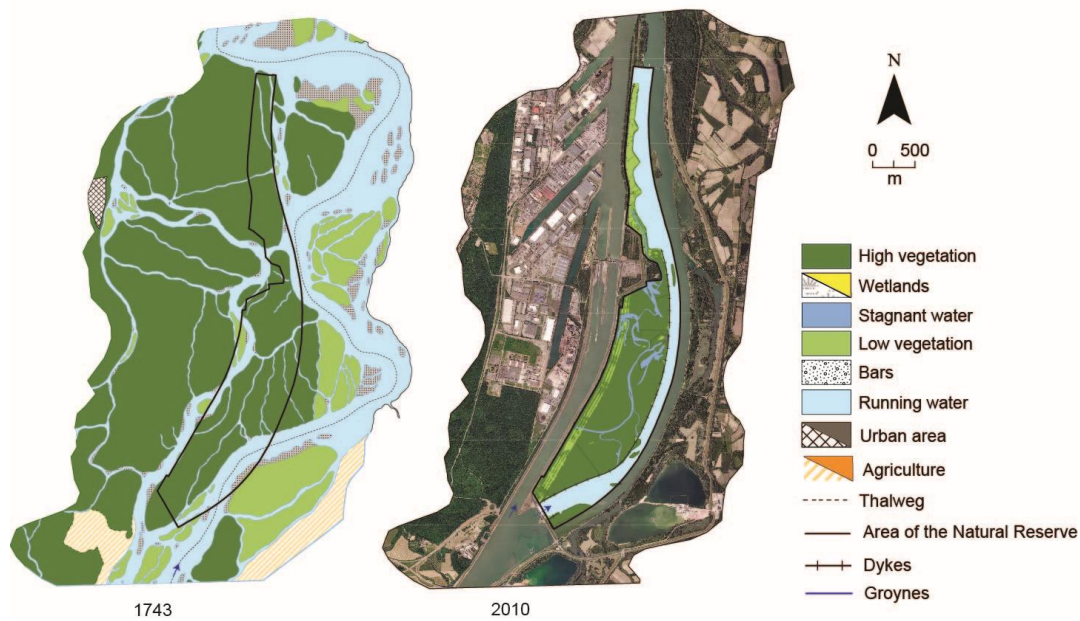 N
0 500
m
High vegetation
Wetlands
Stagnant water
Low vegetation
Bars
Running water
Urban area
Agriculture
Thalweg
Area of the Natural Reserve
Dykes
Groynes
1743
2010